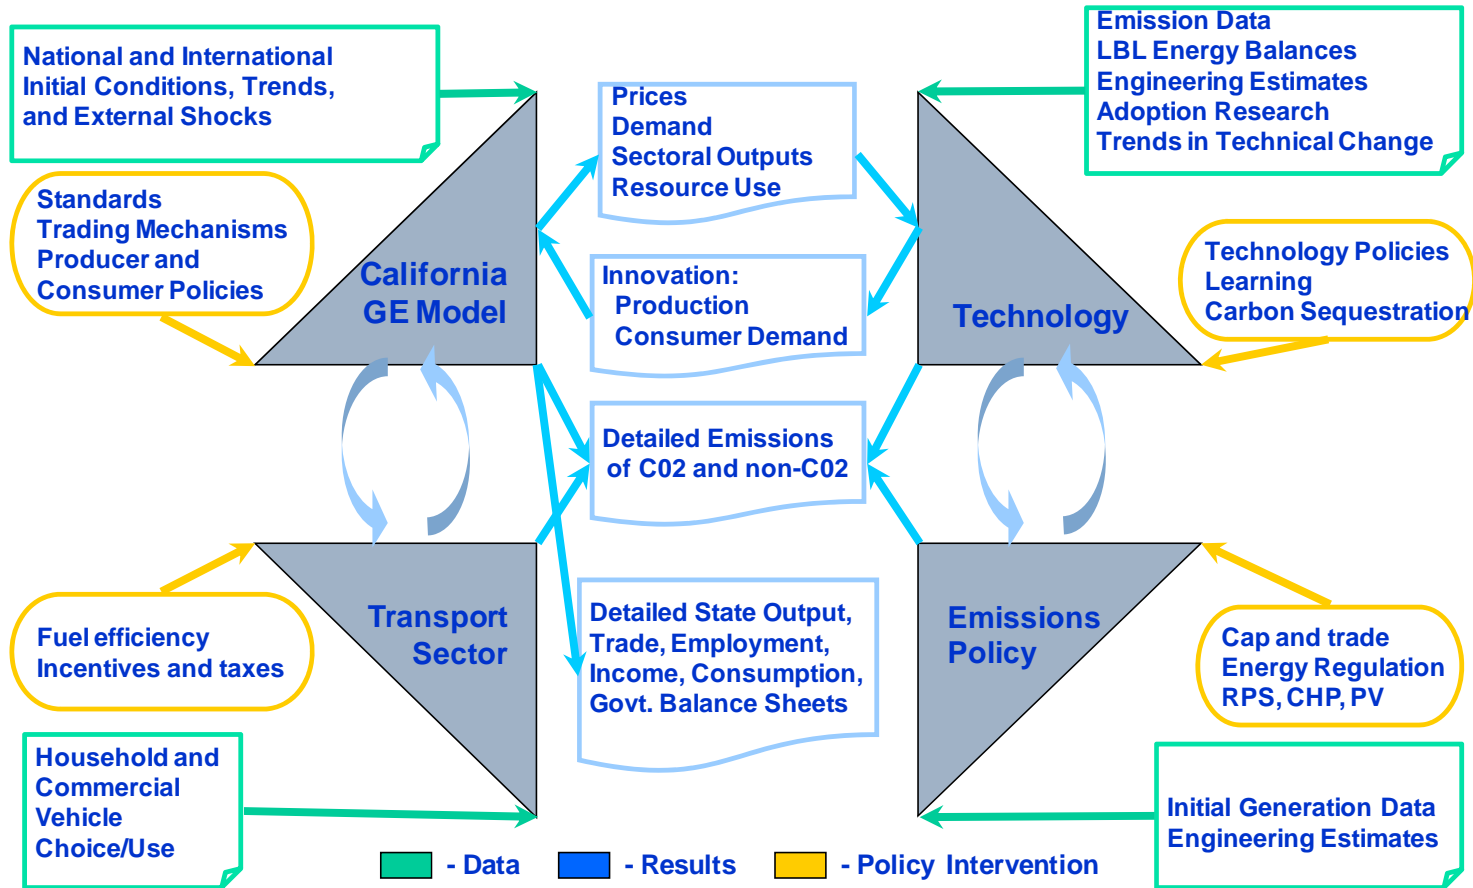 National and International
Initial Conditions, Trends,
and External Shocks
Emission Data
LBL Energy Balances
Engineering Estimates
Adoption Research
Trends in Technical Change
Prices
Demand
Sectoral Outputs
Resource Use
Standards
Trading Mechanisms
Producer and
Consumer Policies
California
GE Model
Innovation:
Production
Consumer Demand
Technology
Technology Policies
Learning
Carbon Sequestration
Detailed Emissions
of C02 and non-C02
Fuel efficiency
Incentives and taxes
Transport
Sector
Detailed State Output,
Trade, Employment,
Income, Consumption,
Govt. Balance Sheets
Emissions
Policy
Cap and trade
Energy Regulation
RPS, CHP, PV
Household and
Commercial
Vehicle
Choice/Use
Initial Generation Data
Engineering Estimates
- Data - Results - Policy Intervention